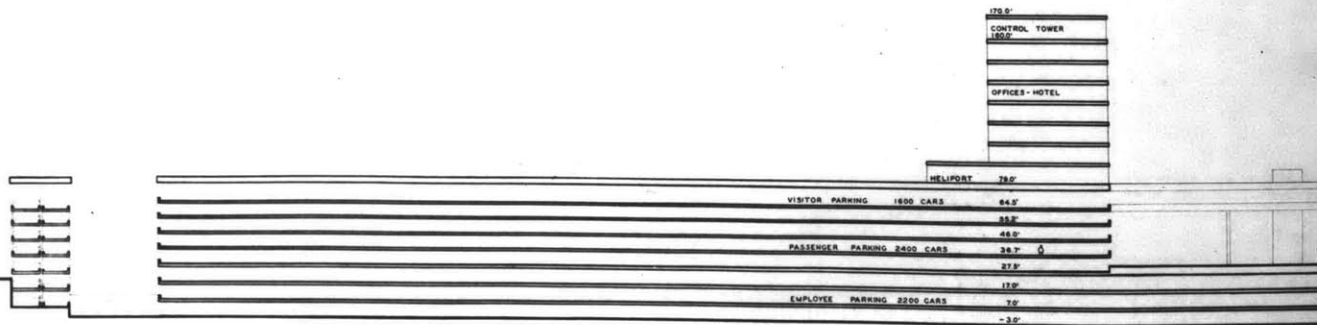 170.0'
CONTROL TOWER
160.0'
OFFICES - HOTEL
HELIPORT 79.0'
VISITOR PARKING 1600 CARS 64.5'
55.2'
46.0'
PASSENGER PARKING 2400 CARS 36.7'
27.5'
17.0'
EMPLOYEE PARKING 2200 CARS 7.0'
-3.0'